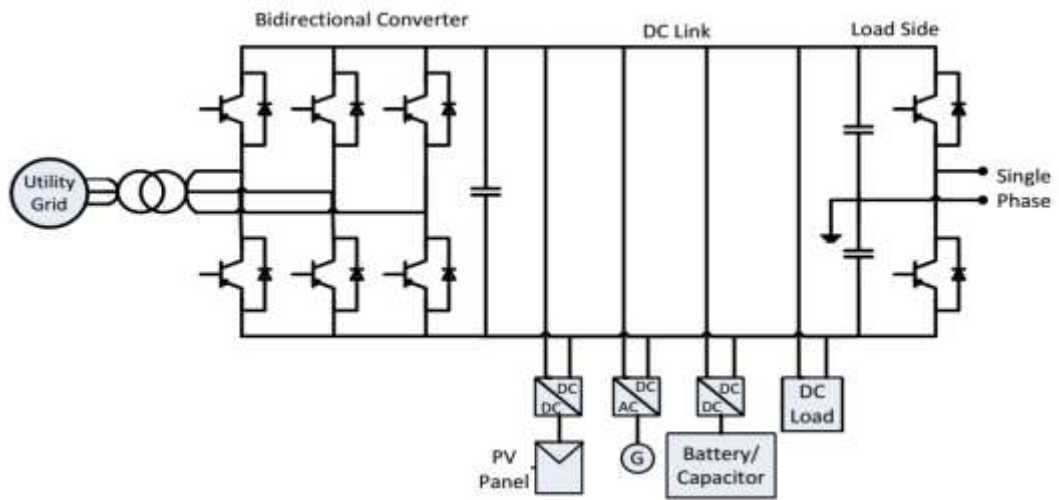 Bidirectional Converter
DC Link
Load Side
Utility
Grid
Single
Phase
DC
DC
DC
AC
DC
DC
DC
Load
PV
Panel
G
Battery/
Capacitor